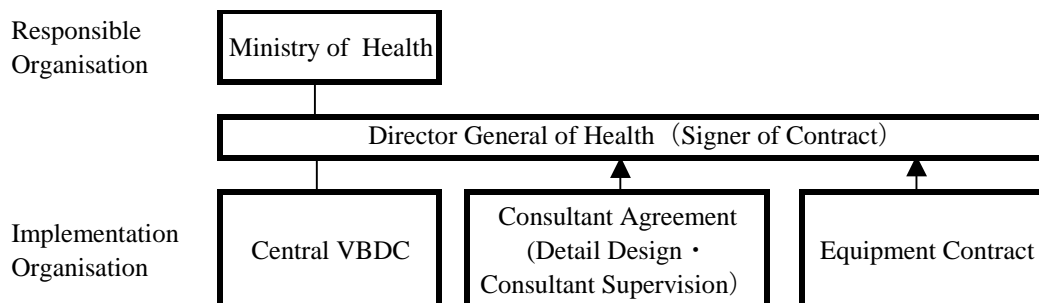 Responsible
Organisation
Ministry of Health
Director General of Health（Signer of Contract）
Implementation
Organisation
Central VBDC
Consultant Agreement
(Detail Design・
Consultant Supervision）
Equipment Contract